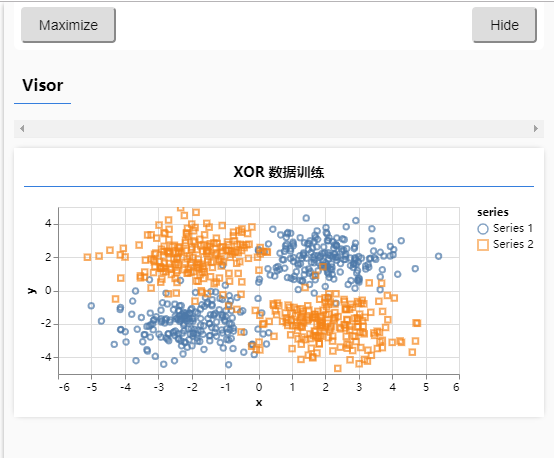 Maximize Hide
Visor
XOR 数据训练
series
Series 1
Series 2
4
2
0
-2
-4
y
-6 -5 -4 -3 -2 -1 0 1 2 3 4 5 6
x